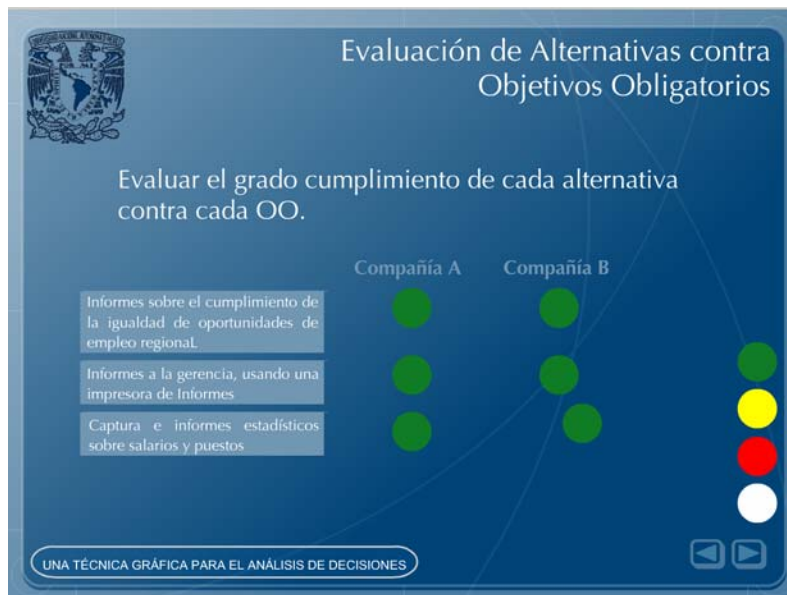 Evaluación de Alternativas contra
Objetivos Obligatorios
Evaluar el grado cumplimiento de cada alternativa
contra cada OO.
Compañía A Compañía B
Informes sobre el cumplimiento de
la igualdad de oportunidades de
empleo regionaL
Informes a la gerencia, usando una
impresora de Informes
Captura e informes estadísticos
sobre salarios y puestos
UNA TÉCNICA GRÁFICA PARA EL ANÁLISIS DE DECISIONES